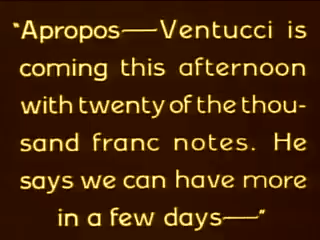 "Apropos—Ventucci is
coming this afternoon
with twenty of the thou-
sand franc notes. He
says we can have more
in a few days—"